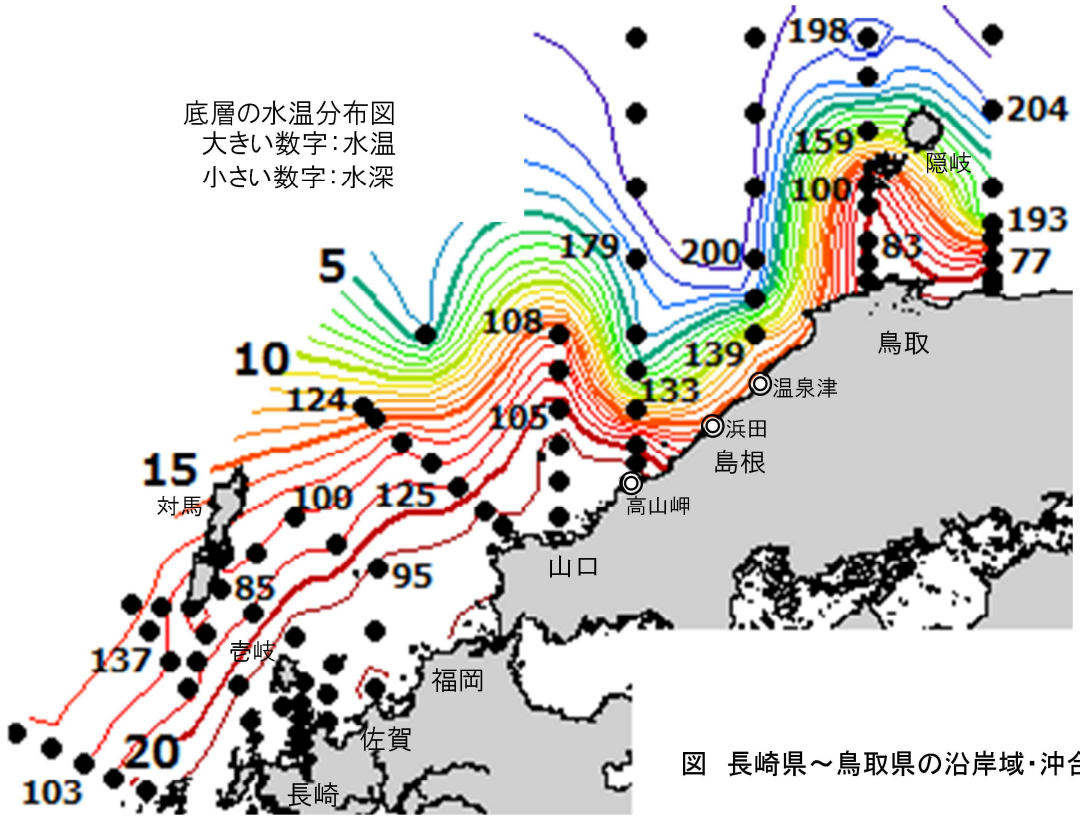 底層の水温分布図
大きい数字：水温
小さい数字：水深
198
204
159
隠岐
100
193
179
200
83
77
5
108
鳥取
10
139
133
温泉津
124
105
浜田
15
島根
対馬
100
125
高山岬
山口
85
95
137
壱岐
福岡
20
佐賀
103
長崎
図　長崎県～鳥取県の沿岸域・沖合